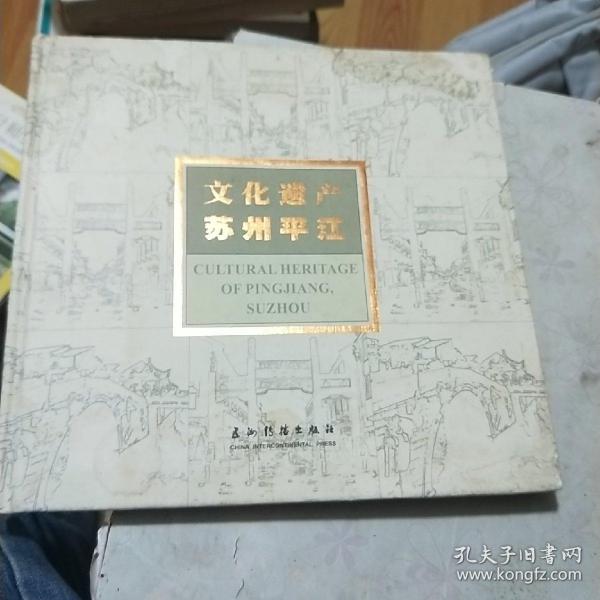 文化遗产
苏州平江
CULTURAL HERITAGE
OF PINGJIANG,
SUZHOU
五洲传播出版社
CHINA INTERCONTINENTAL PRESS
孔夫子旧书网
www.kongfz.com